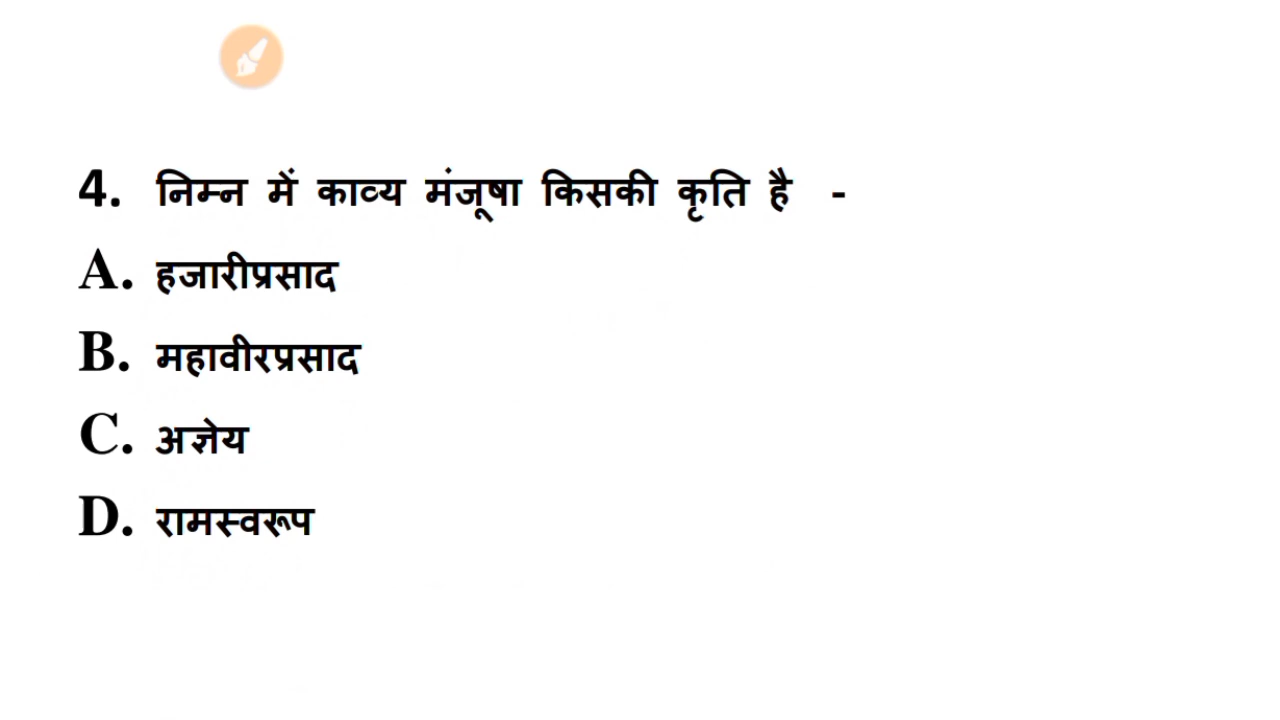 4. निम्न में काव्य मंजूषा किसकी कृति है -
A. हजारीप्रसाद
B. महावीरप्रसाद
C. अज्ञेय
D. रामस्वरूप